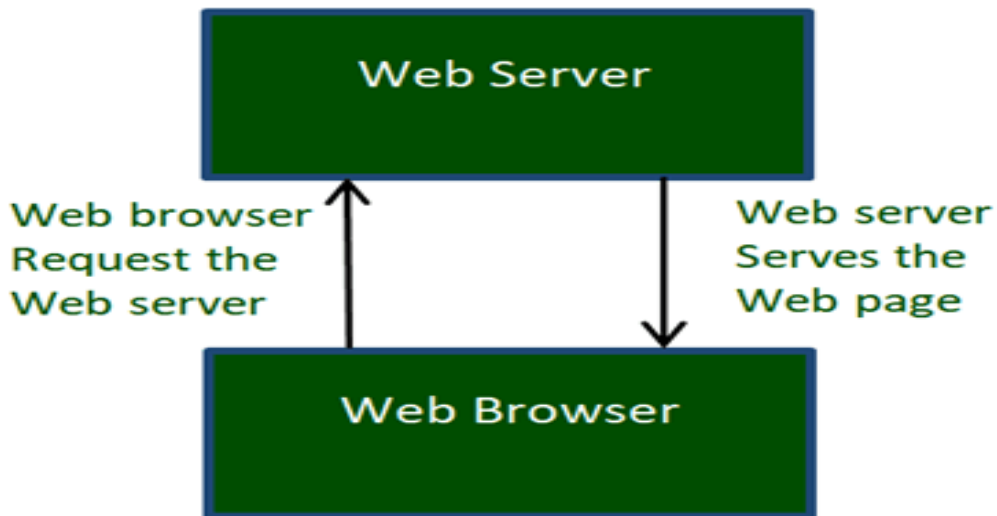 Web Server
Web browser
Request the
Web server
Web server
Serves the
Web page
Web Browser